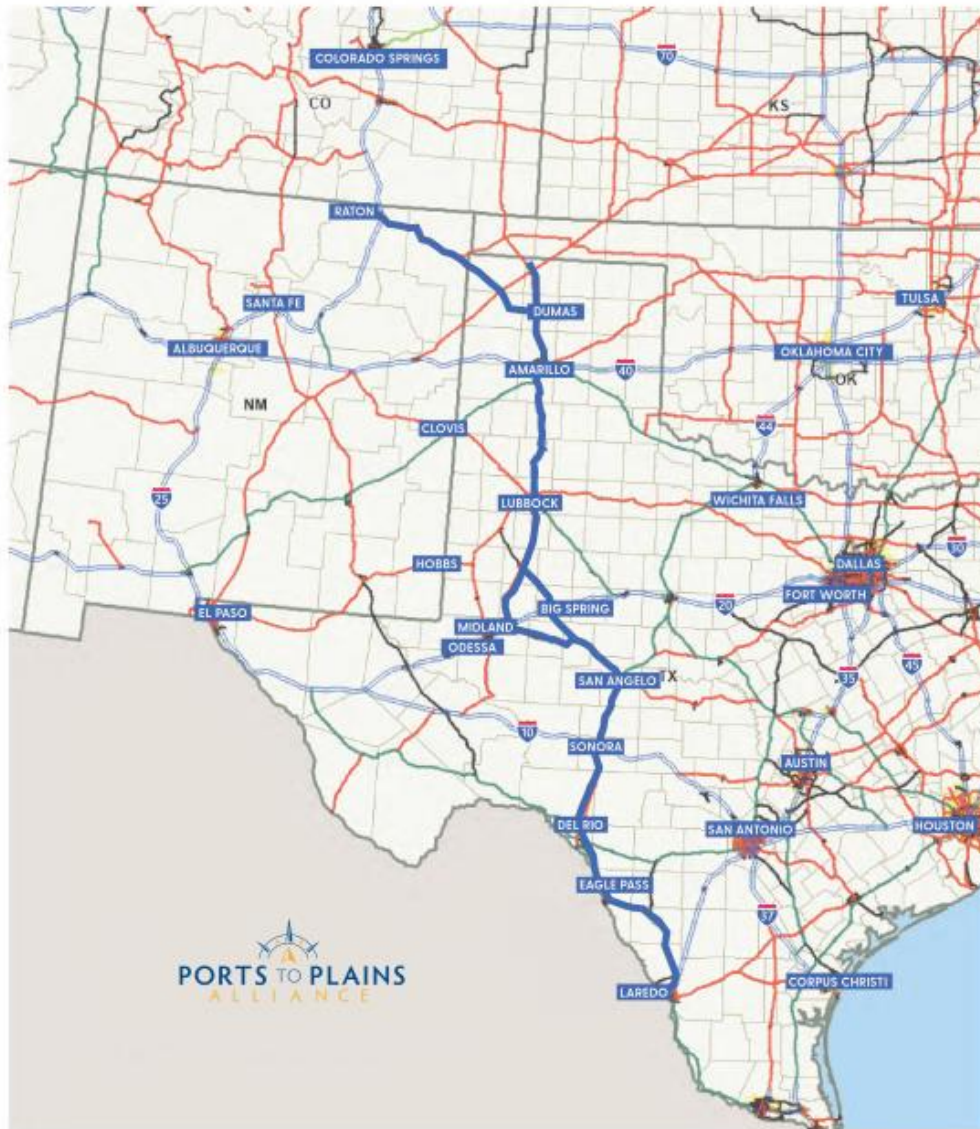 COLORADO SPRINGS
70
CO
KS
RATON
SANTA FE
TULSA
DUMAS
ALBUQUERQUE
OKLAHOMA CITY
AMARILLO
40
OK
NM
CLOVIS
44
25
LUBBOCK
WICHITA FALLS
30
HOBBS
DALLAS
FORT WORTH
EL PASO
BIG SPRING
20
MIDLAND
ODESSA
45
SAN ANGELO
TX
35
10
SONORA
AUSTIN
DEL RIO
SAN ANTONIO
HOUSTON
EAGLE PASS
37
PORTS TO PLAINS
ALLIANCE
LAREDO
CORPUS CHRISTI